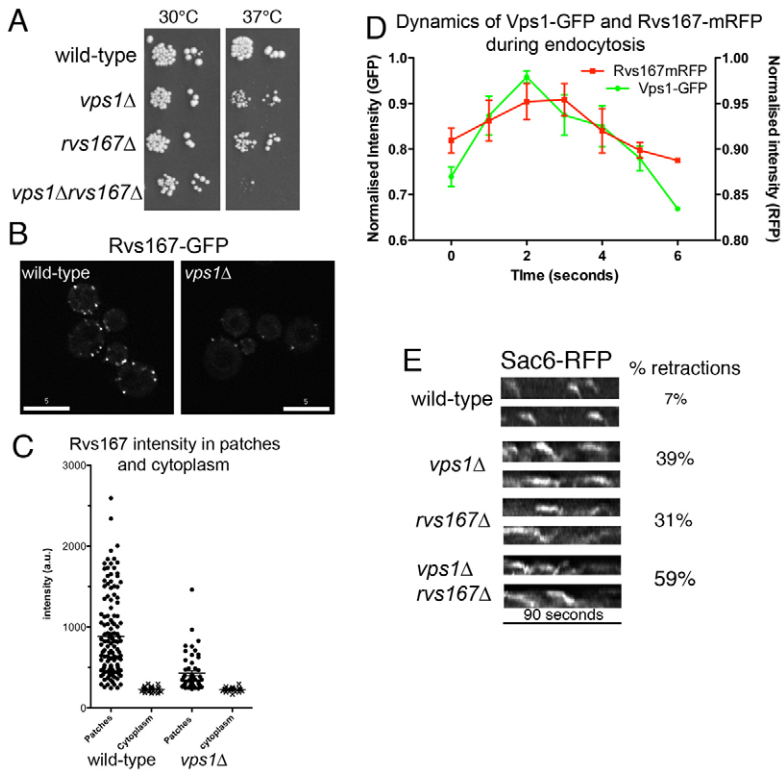 A
30°C 37°C
wild-type
vps1Δ
rvs167Δ
vps1Δrvs167Δ
B
Rvs167-GFP
wild-type
vps1Δ
5
5
C
Rvs167 intensity in patches
and cytoplasm
3000
2000
1000
0
intensity (a.u.)
Patches
Cytoplasm
Patches
cytoplasm
wild-type
vps1Δ
D
Dynamics of Vps1-GFP and Rvs167-mRFP
during endocytosis
Normalised Intensity (GFP)
1.0
0.9
0.8
0.7
0.6
Rvs167mRFP
Vps1-GFP
1.00
0.95
0.90
0.85
0.80
Normalised intensity (RFP)
0 2 4 6
TIme (seconds)
E
Sac6-RFP
% retractions
wild-type
7%
vps1Δ
39%
rvs167Δ
31%
vps1Δ
rvs167Δ
59%
90 seconds